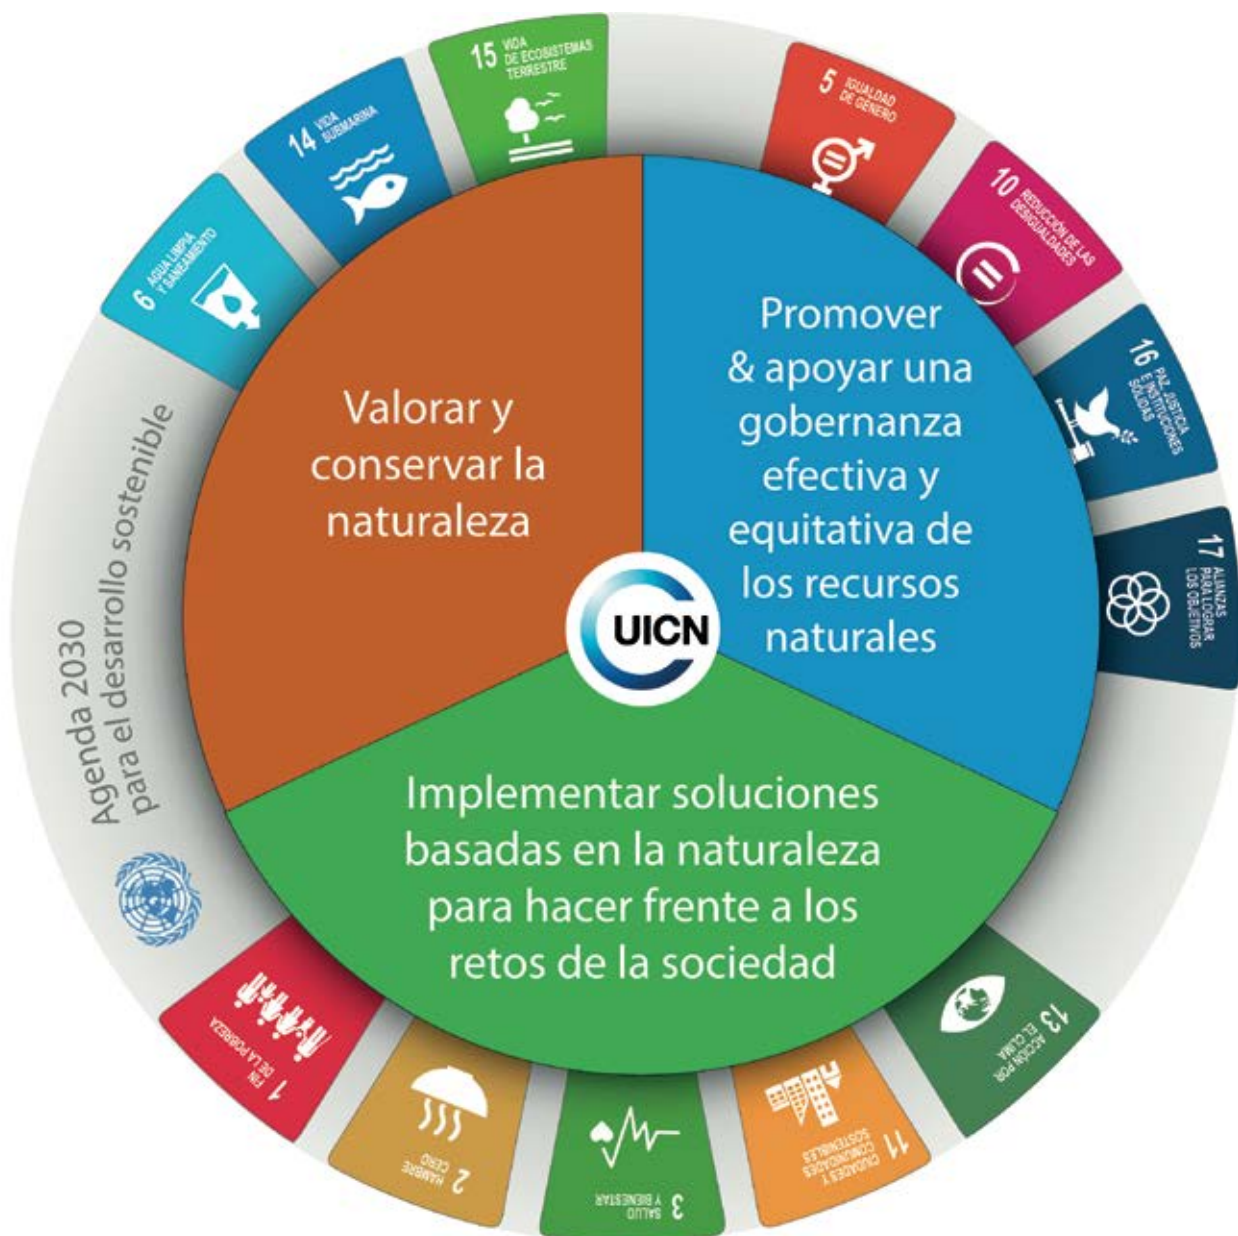 15 VIDA
DE ECOSISTEMAS
TERRESTRE
5 IGUALDAD
DE GÉNERO
14 VIDA
SUBMARINA
10 REDUCCIÓN DE LAS
DESIGUALDADES
6 AGUA LIMPIA
Y SANEAMIENTO
16 PAZ, JUSTICIA
E INSTITUCIONES
SÓLIDAS
17 ALIANZAS
PARA LOGRAR
LOS OBJETIVOS
Valorar y
conservar la
naturaleza
Promover
& apoyar una
gobernanza
efectiva y
equitativa de
los recursos
naturales
UICN
Implementar soluciones
basadas en la naturaleza
para hacer frente a los
retos de la sociedad
Agenda 2030
para el desarrollo sostenible
1 FIN
DE LA POBREZA
2 HAMBRE
CERO
3 SALUD
Y BIENESTAR
11 CIUDADES Y
COMUNIDADES
SOSTENIBLES
13 ACCIÓN POR
EL CLIMA